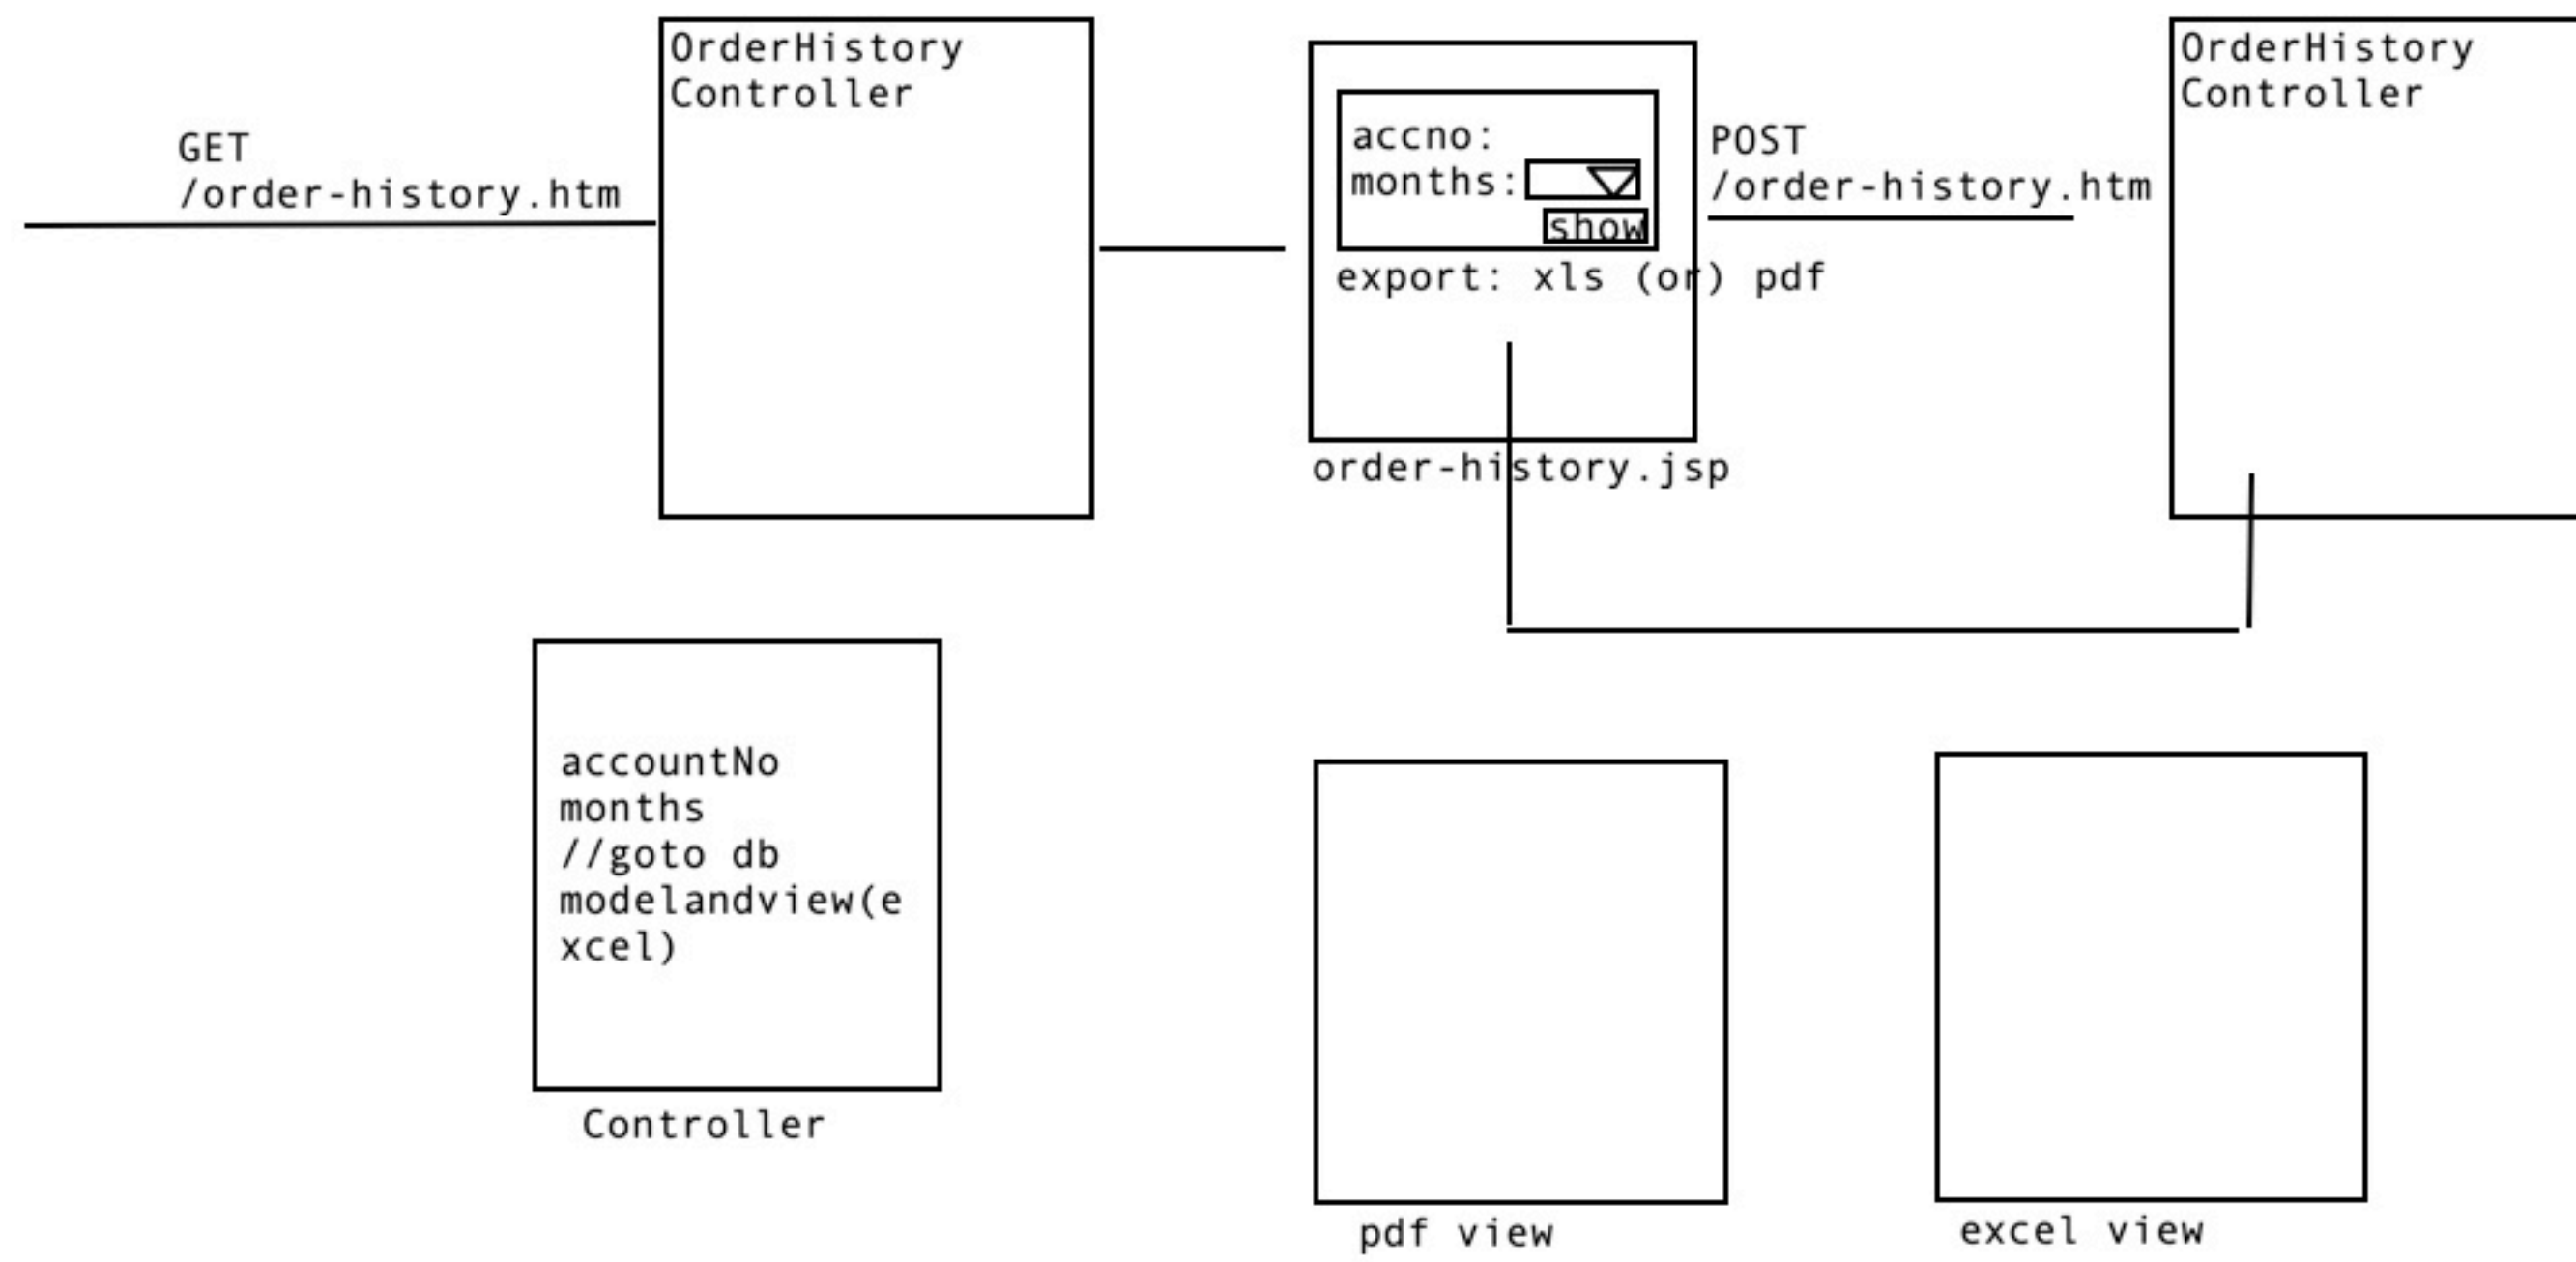 OrderHistory
Controller
GET
/order-history.htm
accno:
months:
show
export: xls (or) pdf
order-history.jsp
POST
/order-history.htm
OrderHistory
Controller
accountNo
months
//goto db
modelandview(e
xcel)
Controller
pdf view
excel view